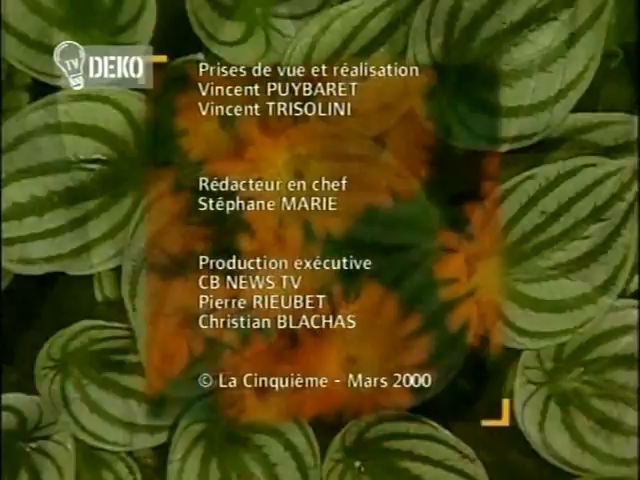 TV DEKO
Prises de vue et réalisation
Vincent PUYBARET
Vincent TRISOLINI
Rédacteur en chef
Stéphane MARIE
Production exécutive
CB NEWS TV
Pierre RIEUBET
Christian BLACHAS
© La Cinquième - Mars 2000